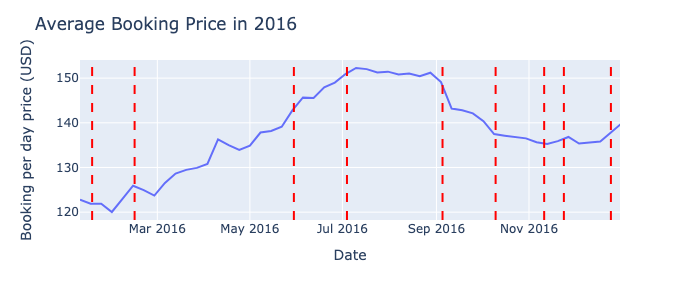 Average Booking Price in 2016
Booking per day price (USD)
150
140
130
120
Mar 2016
May 2016
Jul 2016
Sep 2016
Nov 2016
Date